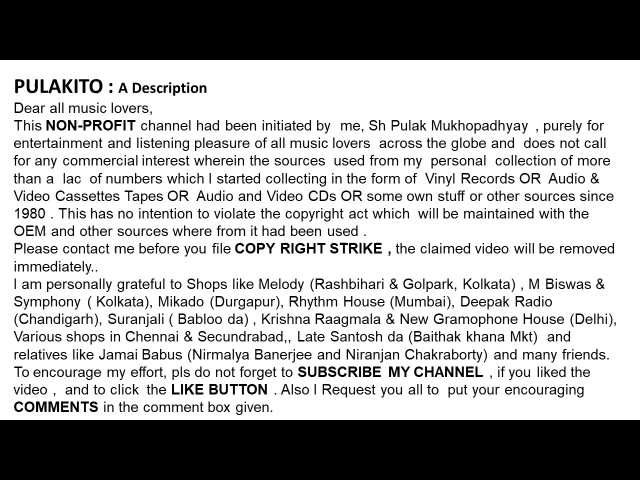 PULAKITO : A Description
Dear all music lovers,
This NON-PROFIT channel had been initiated by me, Sh Pulak Mukhopadhyay , purely for
entertainment and listening pleasure of all music lovers across the globe and does not call
for any commercial interest wherein the sources used from my personal collection of more
than a lac of numbers which I started collecting in the form of Vinyl Records OR Audio &
Video Cassettes Tapes OR Audio and Video CDs OR some own stuff or other sources since
1980 . This has no intention to violate the copyright act which will be maintained with the
OEM and other sources where from it had been used .
Please contact me before you file COPY RIGHT STRIKE , the claimed video will be removed
immediately..
I am personally grateful to Shops like Melody (Rashbihari & Golpark, Kolkata) , M Biswas &
Symphony ( Kolkata), Mikado (Durgapur), Rhythm House (Mumbai), Deepak Radio
(Chandigarh), Suranjali ( Babloo da) , Krishna Raagmala & New Gramophone House (Delhi),
Various shops in Chennai & Secundrabad,, Late Santosh da (Baithak khana Mkt) and
relatives like Jamai Babus (Nirmalya Banerjee and Niranjan Chakraborty) and many friends.
To encourage my effort, pls do not forget to SUBSCRIBE MY CHANNEL , if you liked the
video , and to click the LIKE BUTTON . Also I Request you all to put your encouraging
COMMENTS in the comment box given.